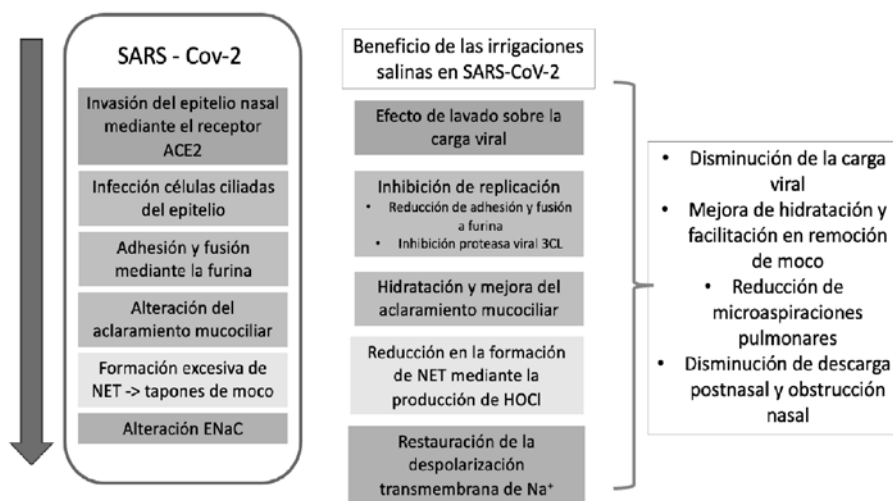 SARS - Cov-2
Invasión del epitelio nasal
mediante el receptor
ACE2
Infección células ciliadas
del epitelio
Adhesión y fusión
mediante la furina
Alteración del
aclaramiento mucociliar
Formación excesiva de
NET -> tapones de moco
Alteración ENaC
Beneficio de las irrigaciones
salinas en SARS-CoV-2
Efecto de lavado sobre la
carga viral
Inhibición de replicación
• Reducción de adhesión y fusión
a furina
• Inhibición proteasa viral 3CL
Hidratación y mejora del
aclaramiento mucociliar
Reducción en la formación
de NET mediante la
producción de HOCl
Restauración de la
despolarización
transmembrana de Na⁺
• Disminución de la carga
viral
• Mejora de hidratación y
facilitación en remoción
de moco
• Reducción de
microaspiraciones
pulmonares
• Disminución de descarga
postnasal y obstrucción
nasal